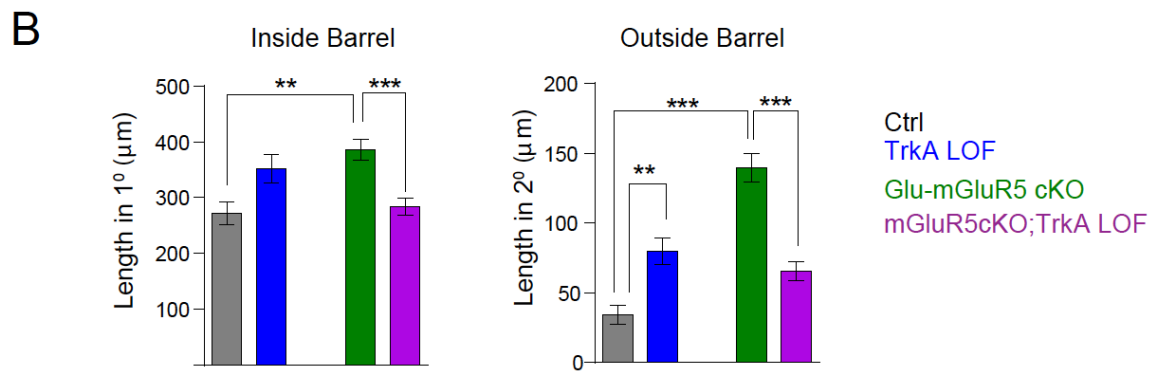 B
Inside Barrel
Outside Barrel
Length in 1⁰ (μm)
500
400
300
200
100
**
***
Length in 2⁰ (μm)
200
150
100
50
0
***
***
**
Ctrl
TrkA LOF
Glu-mGluR5 cKO
mGluR5cKO;TrkA LOF